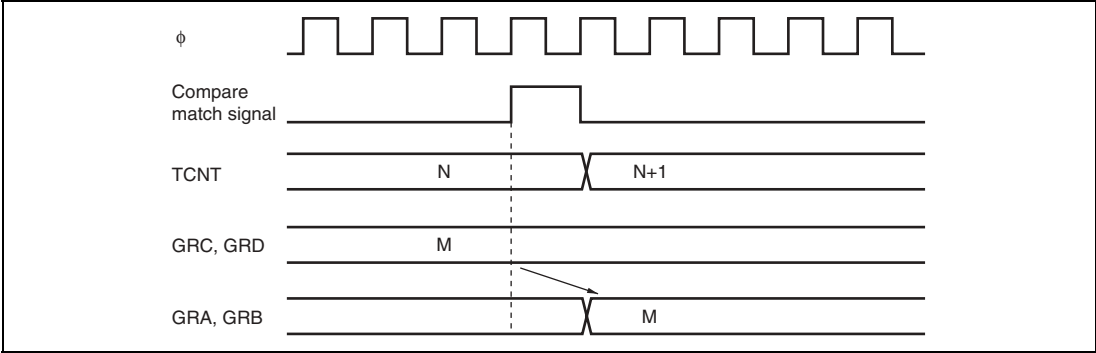 ϕ
Compare
match signal
TCNT
N
N+1
GRC, GRD
M
GRA, GRB
M